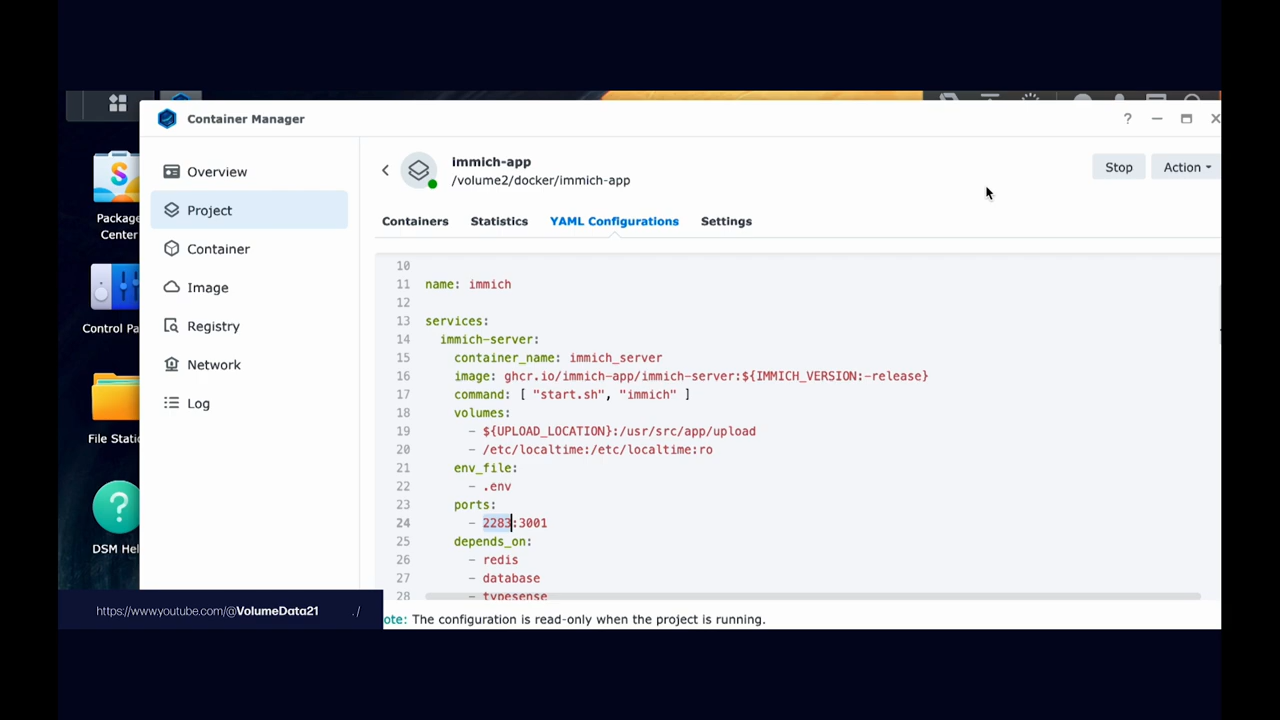 Container Manager
?
Package
Center
Control Pa
File Stati
?
DSM Hel
Overview
Project
Container
Image
Registry
Network
Log
immich-app
/volume2/docker/immich-app
Stop
Action
Containers
Statistics
YAML Configurations
Settings
10
11 name: immich
12
13 services:
14 immich-server:
15 container_name: immich_server
16 image: ghcr.io/immich-app/immich-server:${IMMICH_VERSION:-release}
17 command: [ "start.sh", "immich" ]
18 volumes:
19 - ${UPLOAD_LOCATION}:/usr/src/app/upload
20 - /etc/localtime:/etc/localtime:ro
21 env_file:
22 - .env
23 ports:
24 - 2283:3001
25 depends_on:
26 - redis
27 - database
28 - typesense
ote: The configuration is read-only when the project is running.
https://www.youtube.com/@VolumeData21 . /